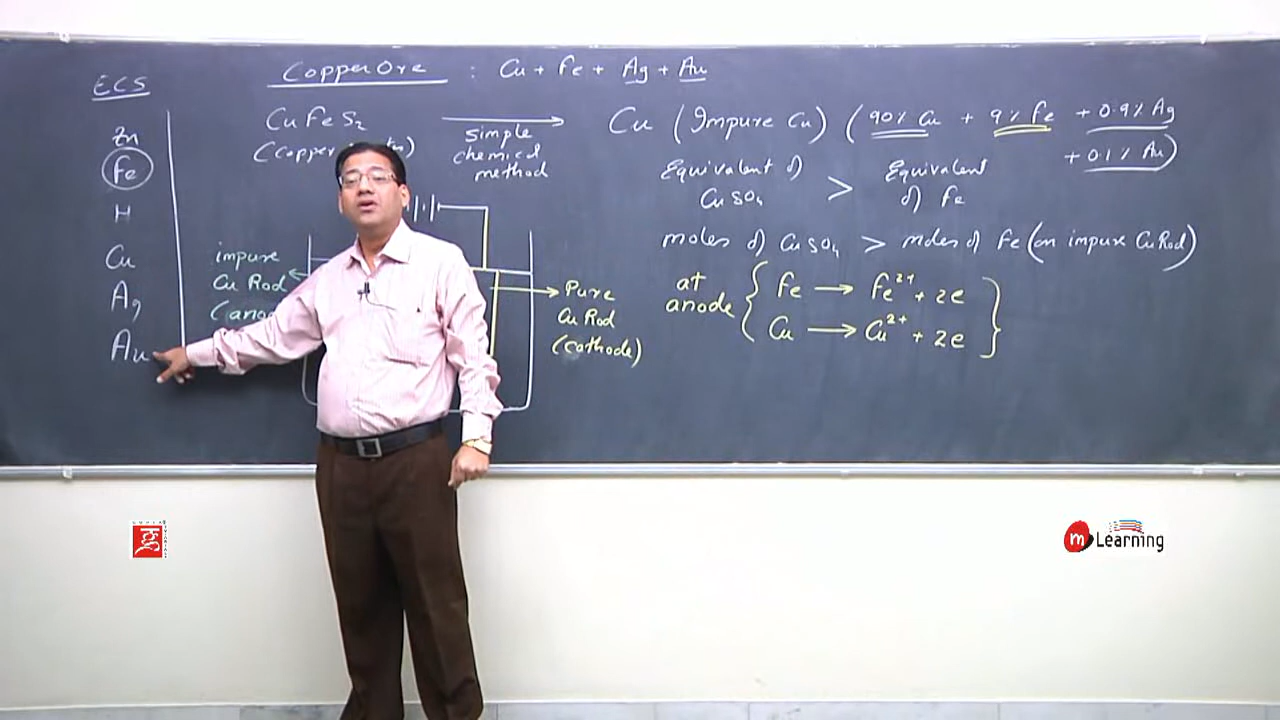 ECS
Zn
Fe
H
Cu
Ag
Au
Copper Ore : Cu + Fe + Ag + Au
CuFeS₂
(Copper
simple
chemical
method
Cu (Impure Cu) (90% Cu + 9% Fe + 0.9% Ag
+ 0.1% Au)
Equivalent of
CuSO₄
>
Equivalent
of Fe
moles of CuSO₄ > moles of Fe (in impure Cu Rod)
impure
Cu Rod
Pure
Cu Rod
(cathode)
at
anode
Fe → Fe²⁺ + 2e
Cu → Cu²⁺ + 2e
m Learning